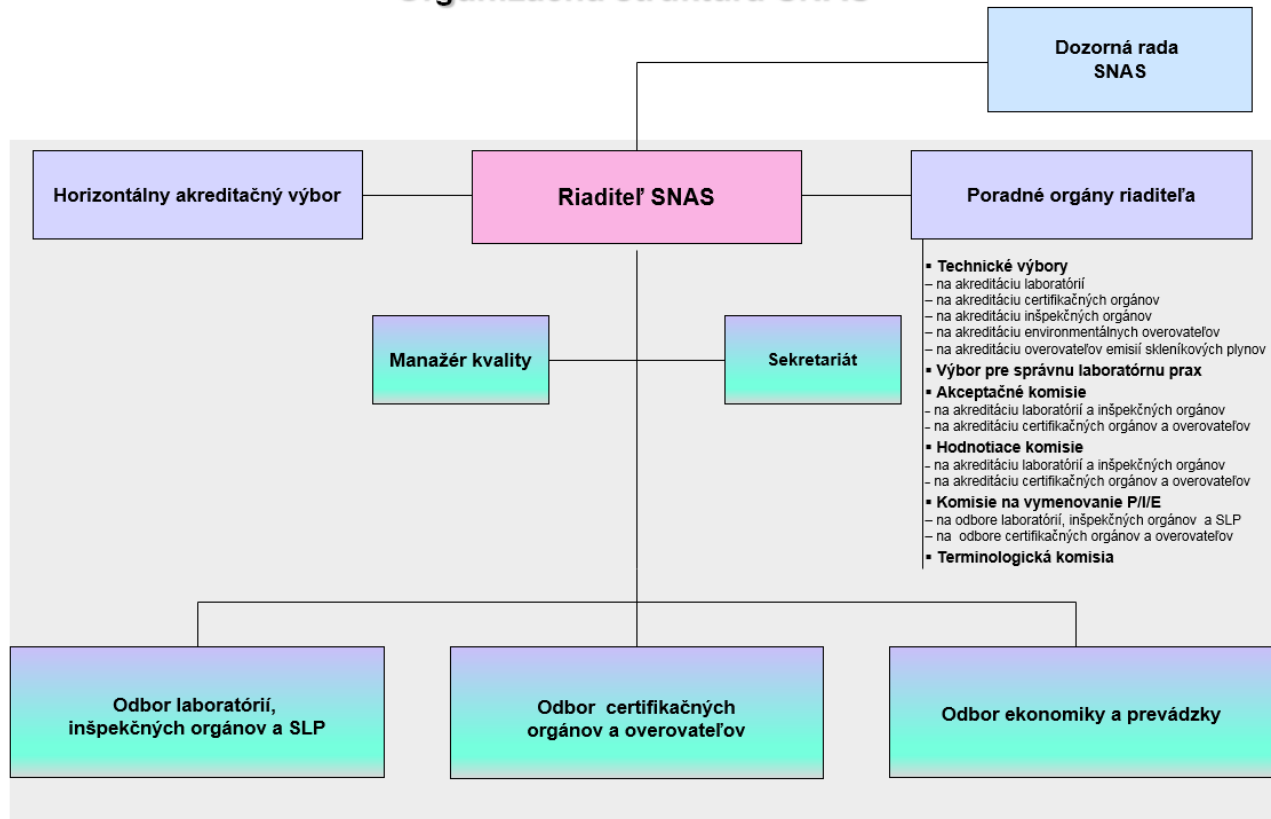 Dozorná rada
SNAS
Horizontálny akreditačný výbor
Riaditeľ SNAS
Poradné orgány riaditeľa
▪ Technické výbory
– na akreditáciu laboratórií
– na akreditáciu certifikačných orgánov
– na akreditáciu inšpekčných orgánov
– na akreditáciu environmentálnych overovateľov
– na akreditáciu overovateľov emisií skleníkových plynov
▪ Výbor pre správnu laboratórnu prax
▪ Akceptačné komisie
- na akreditáciu laboratórií a inšpekčných orgánov
- na akreditáciu certifikačných orgánov a overovateľov
▪ Hodnotiace komisie
– na akreditáciu laboratórií a inšpekčných orgánov
- na akreditáciu certifikačných orgánov a overovateľov
▪ Komisie na vymenovanie P/I/E
– na odbore laboratórií, inšpekčných orgánov a SLP
– na odbore certifikačných orgánov a overovateľov
▪ Terminologická komisia
Manažér kvality
Sekretariát
Odbor laboratórií,
inšpekčných orgánov a SLP
Odbor certifikačných
orgánov a overovateľov
Odbor ekonomiky a prevádzky